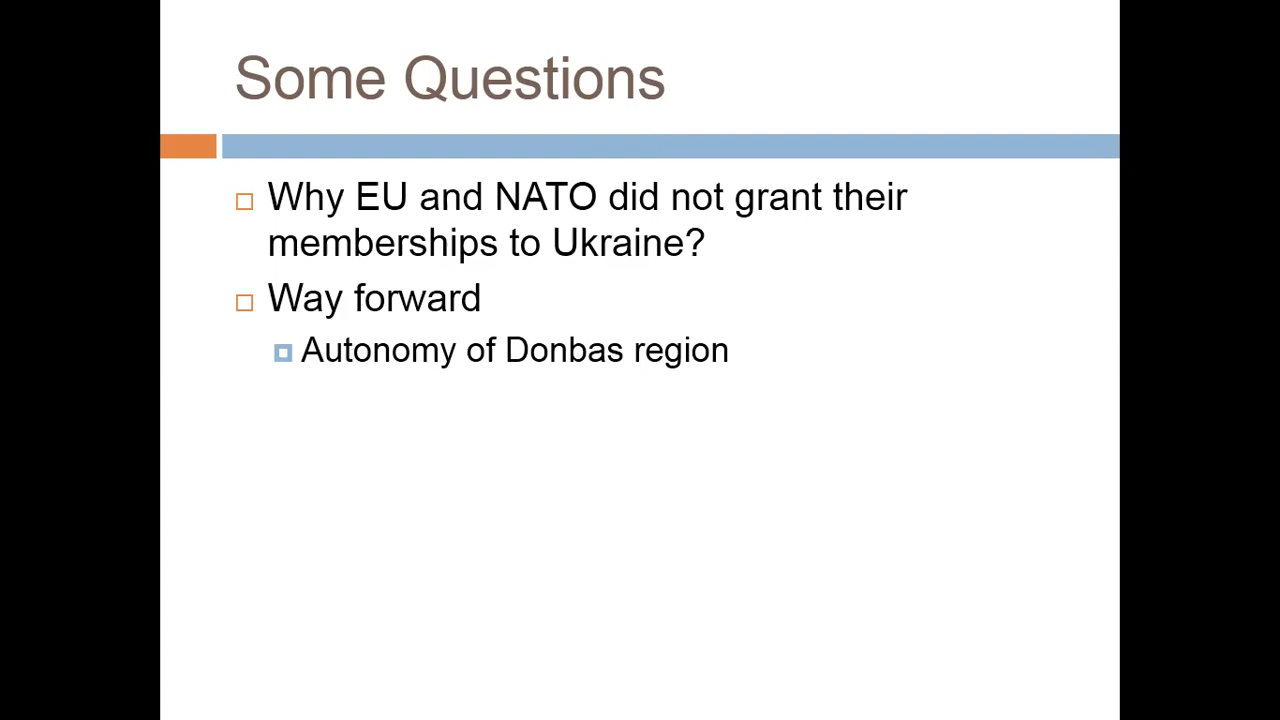 Some Questions
Why EU and NATO did not grant their
memberships to Ukraine?
Way forward
Autonomy of Donbas region